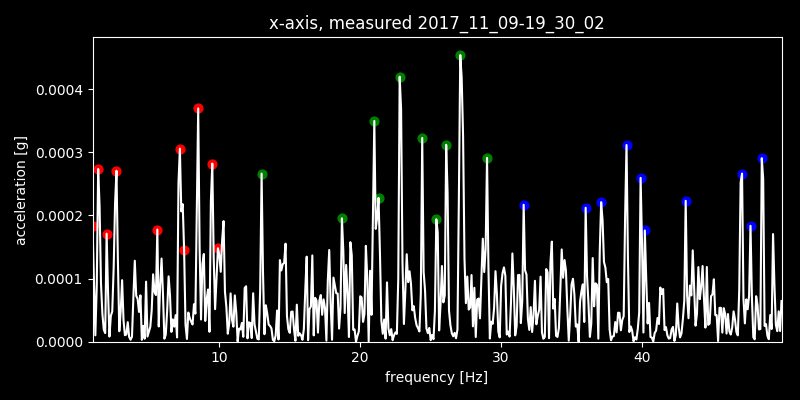 x-axis, measured 2017_11_09-19_30_02
0.0004
0.0003
0.0002
0.0001
0.0000
acceleration [g]
10 20 30 40
frequency [Hz]